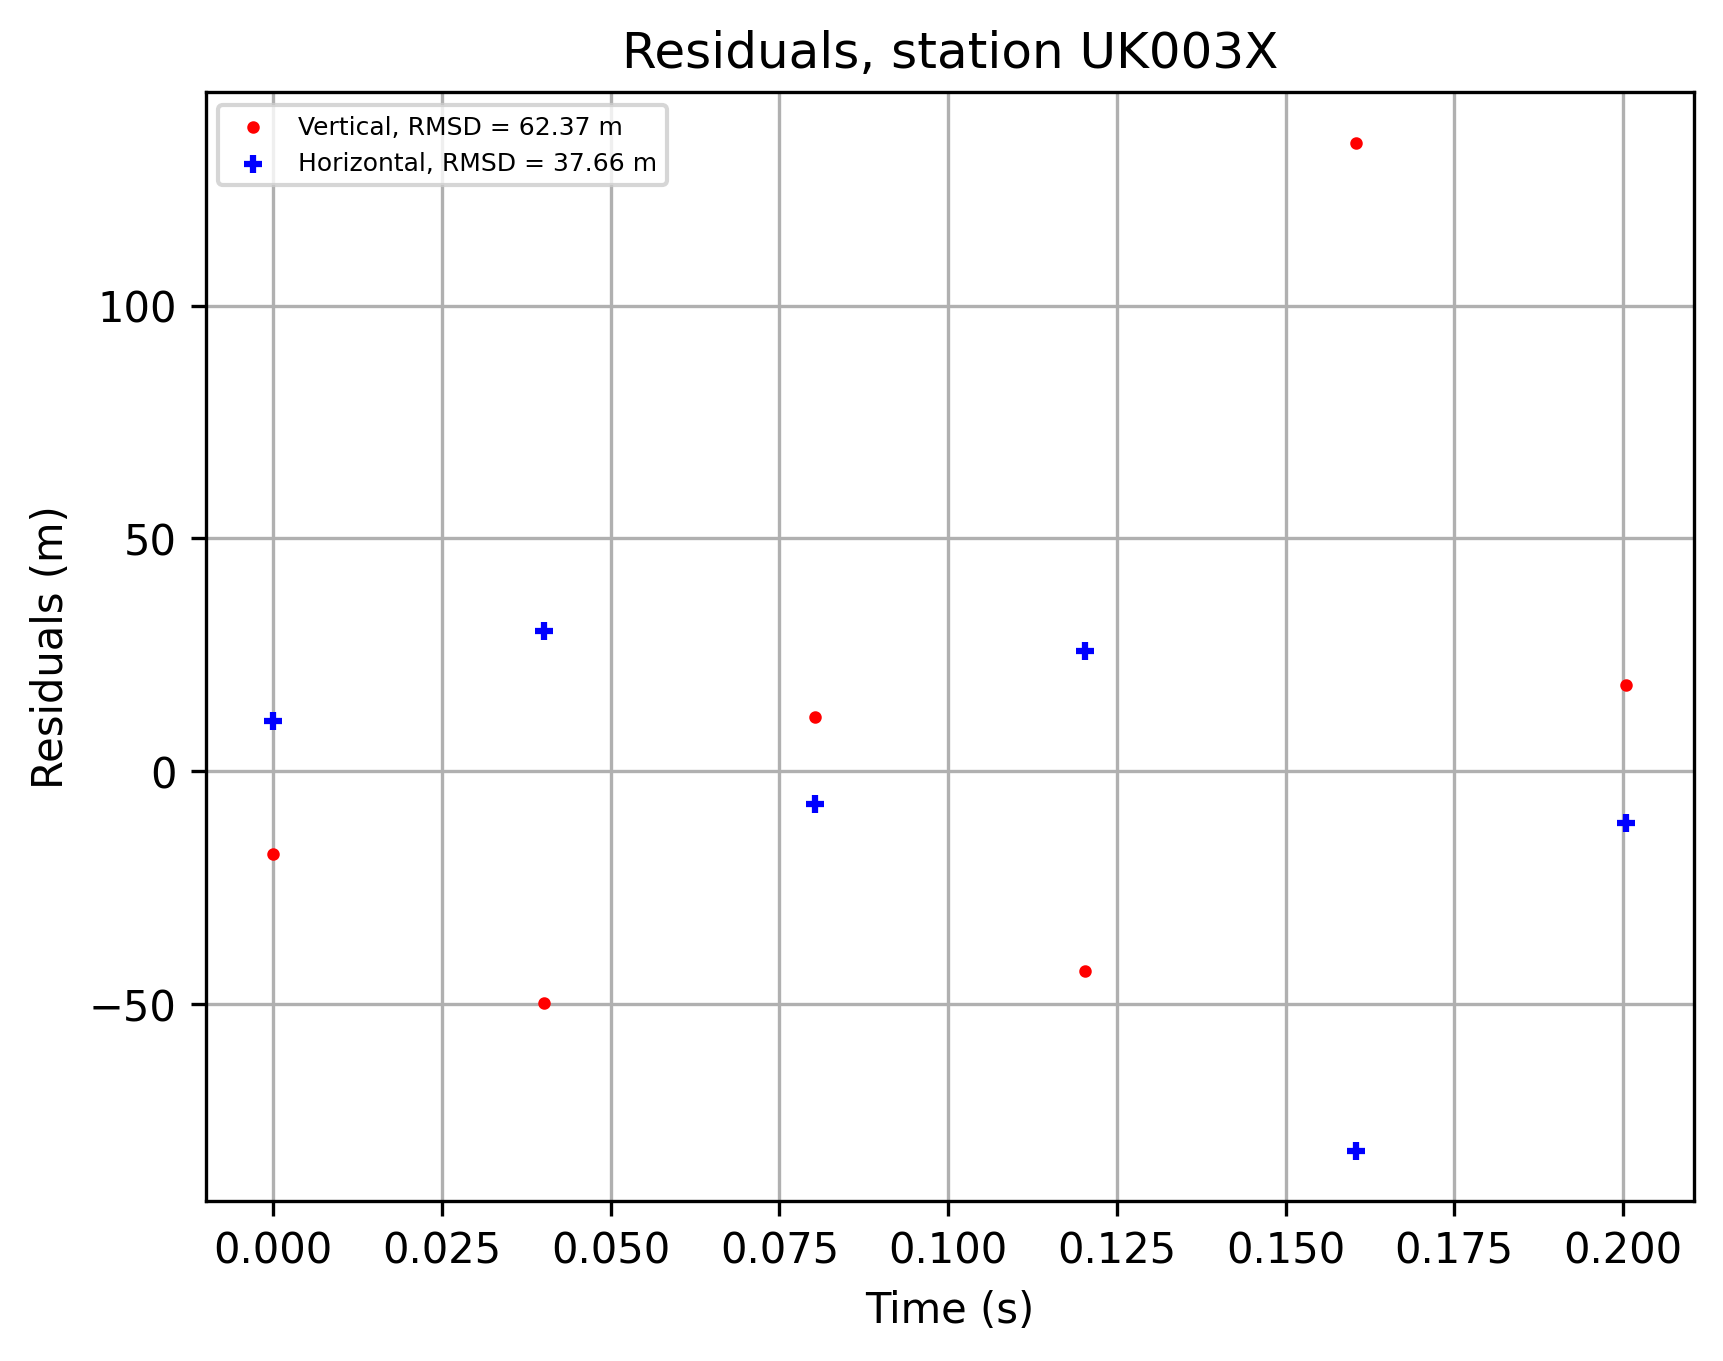 Residuals, station UK003X
Vertical, RMSD = 62.37 m
Horizontal, RMSD = 37.66 m
100
50
0
−50
Residuals (m)
0.000 0.025 0.050 0.075 0.100 0.125 0.150 0.175 0.200
Time (s)